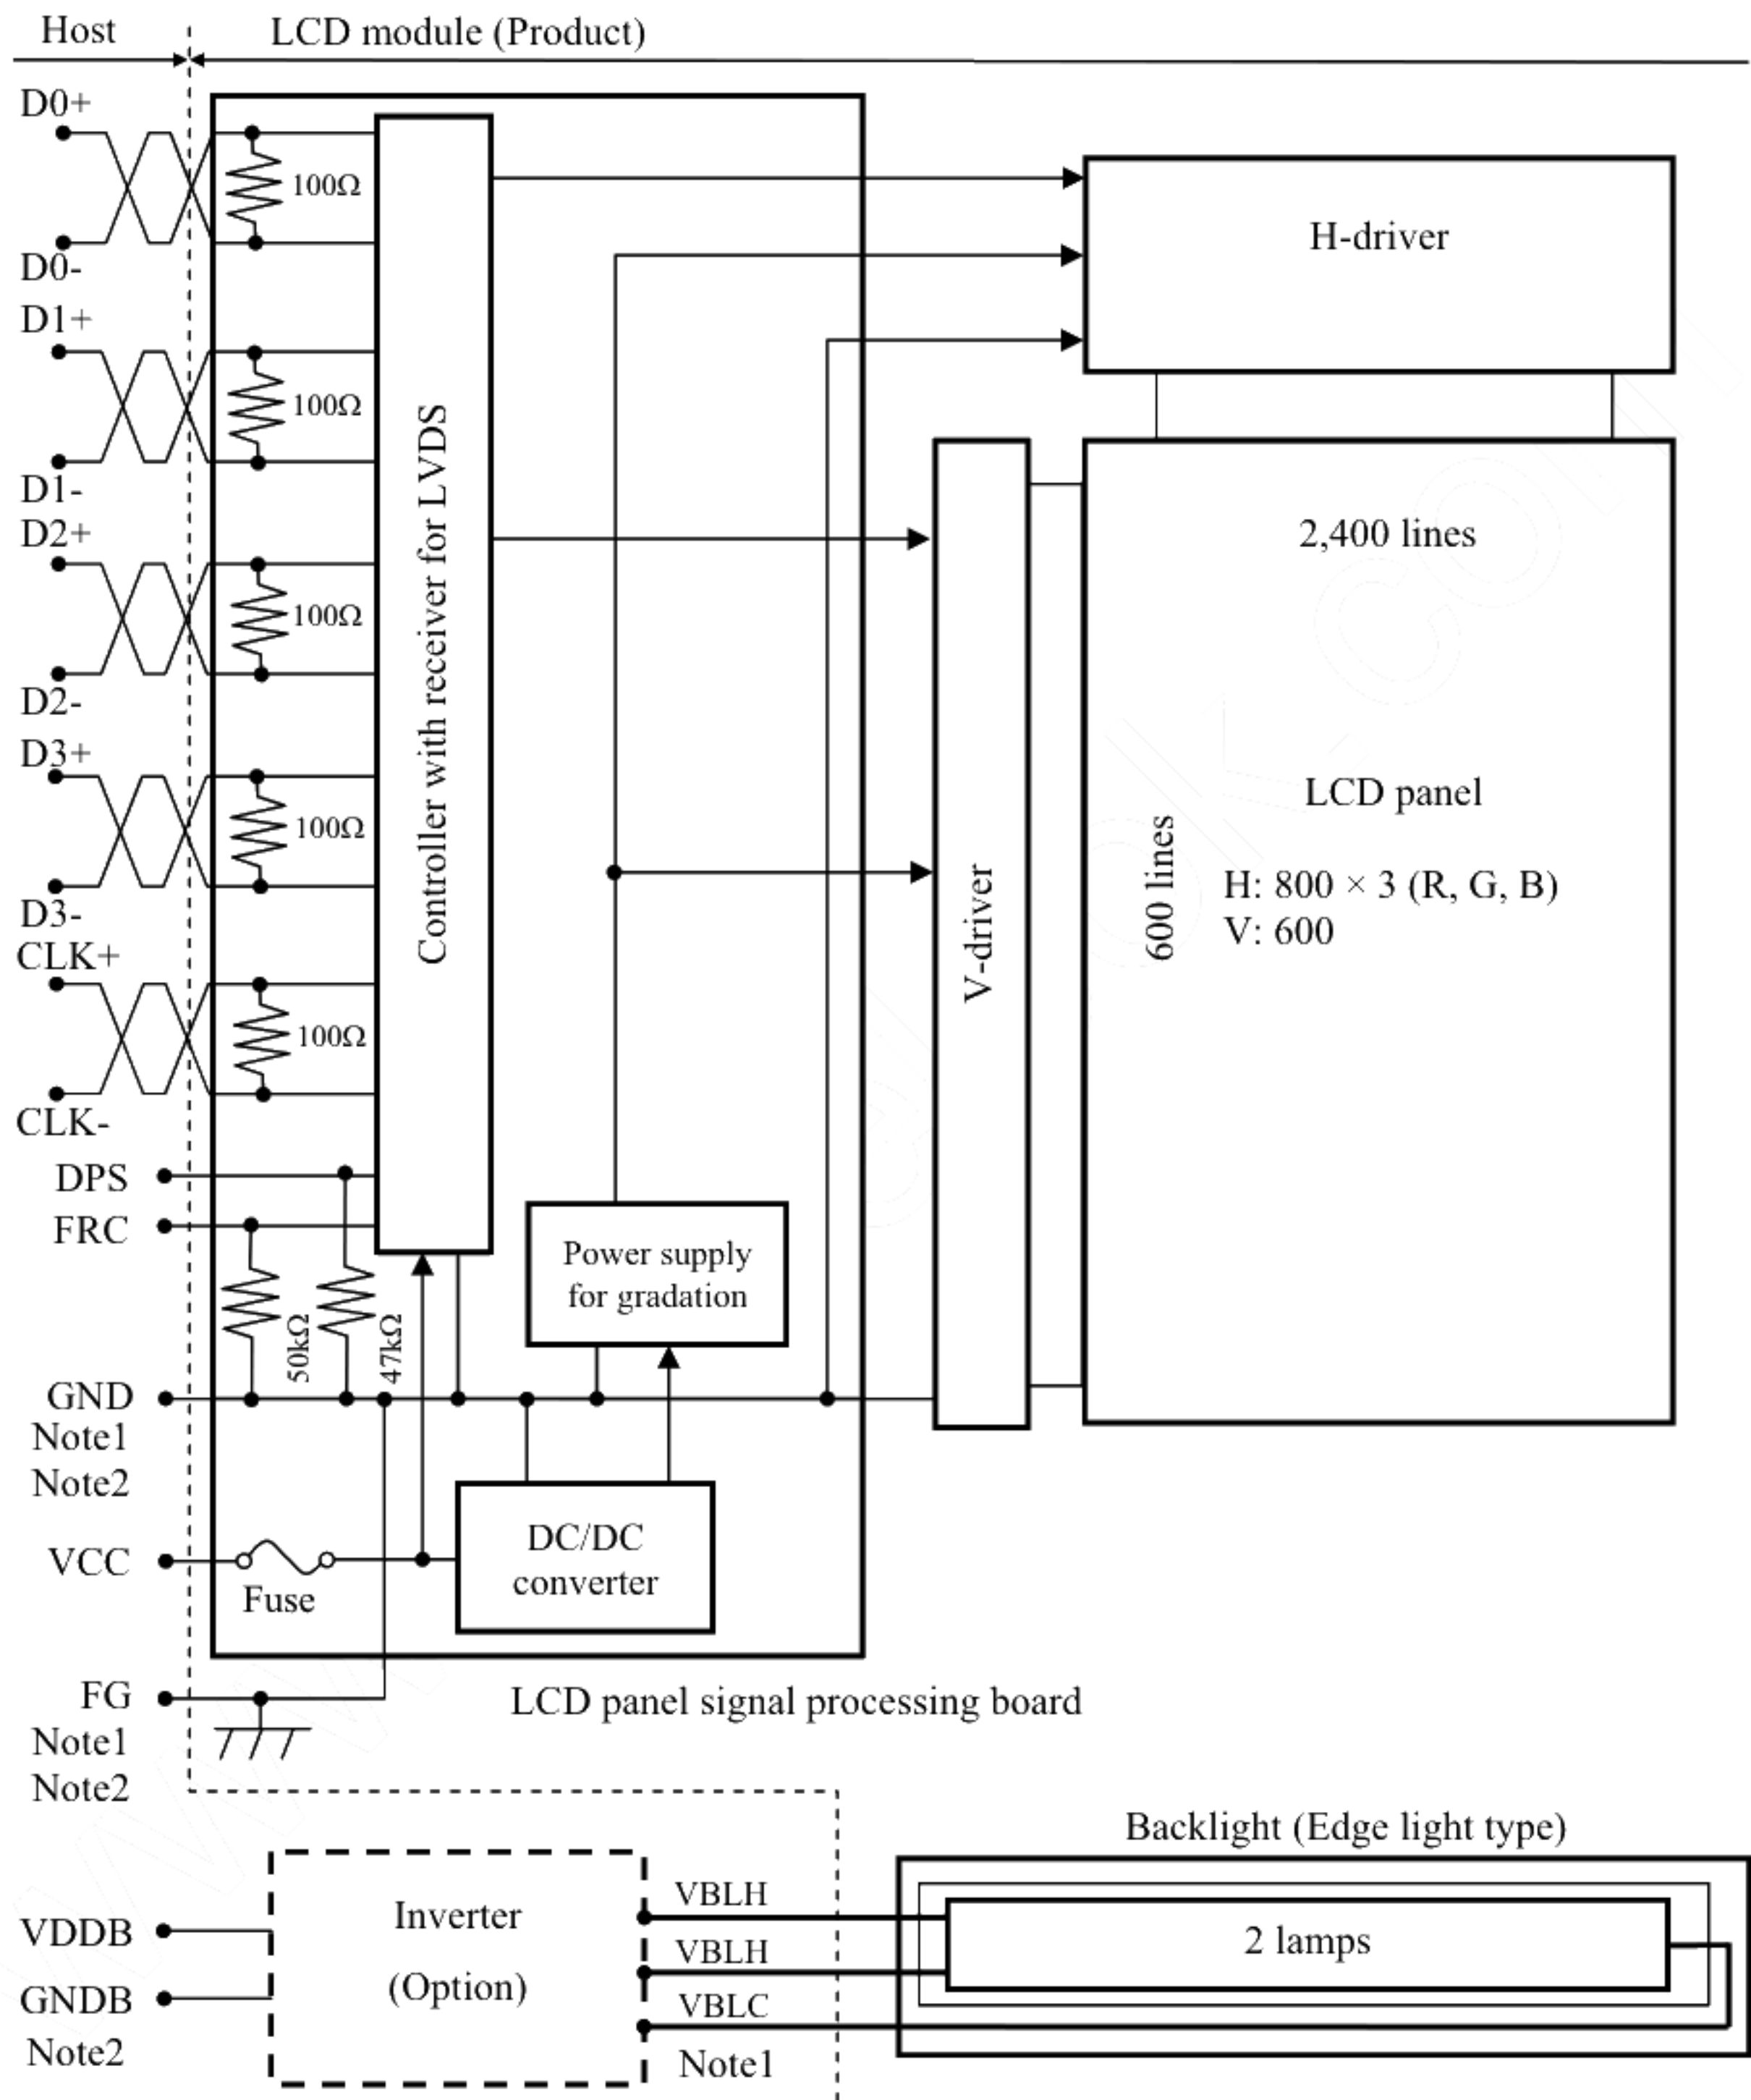 Host
LCD module (Product)
D0+
100Ω
D0-
D1+
100Ω
D1-
D2+
100Ω
D2-
D3+
100Ω
D3-
CLK+
100Ω
CLK-
DPS
FRC
50kΩ
47kΩ
GND
Note1
Note2
VCC
Fuse
FG
Note1
Note2
Controller with receiver for LVDS
Power supply
for gradation
DC/DC
converter
LCD panel signal processing board
H-driver
V-driver
2,400 lines
600 lines
LCD panel
H: 800 × 3 (R, G, B)
V: 600
VDDB
GNDB
Note2
Inverter
(Option)
VBLH
VBLH
VBLC
Note1
Backlight (Edge light type)
2 lamps